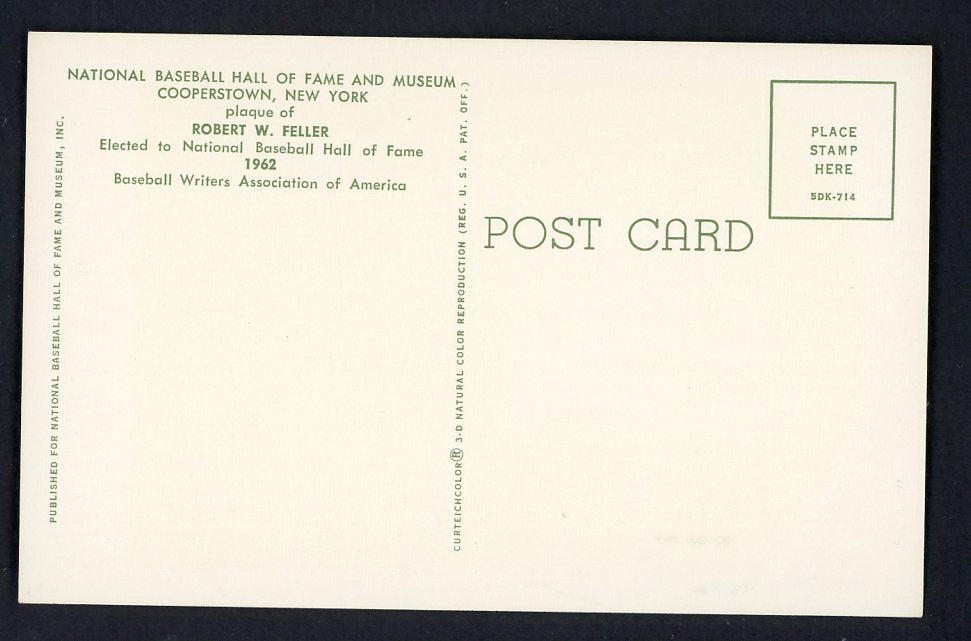 NATIONAL BASEBALL HALL OF FAME AND MUSEUM
COOPERSTOWN, NEW YORK
plaque of
ROBERT W. FELLER
Elected to National Baseball Hall of Fame
1962
Baseball Writers Association of America
PUBLISHED FOR NATIONAL BASEBALL HALL OF FAME AND MUSEUM, INC.
CURTEICHCOLOR® 3-D NATURAL COLOR REPRODUCTION (REG. U. S. A. PAT. OFF.)
POST CARD
PLACE
STAMP
HERE
5DK-714